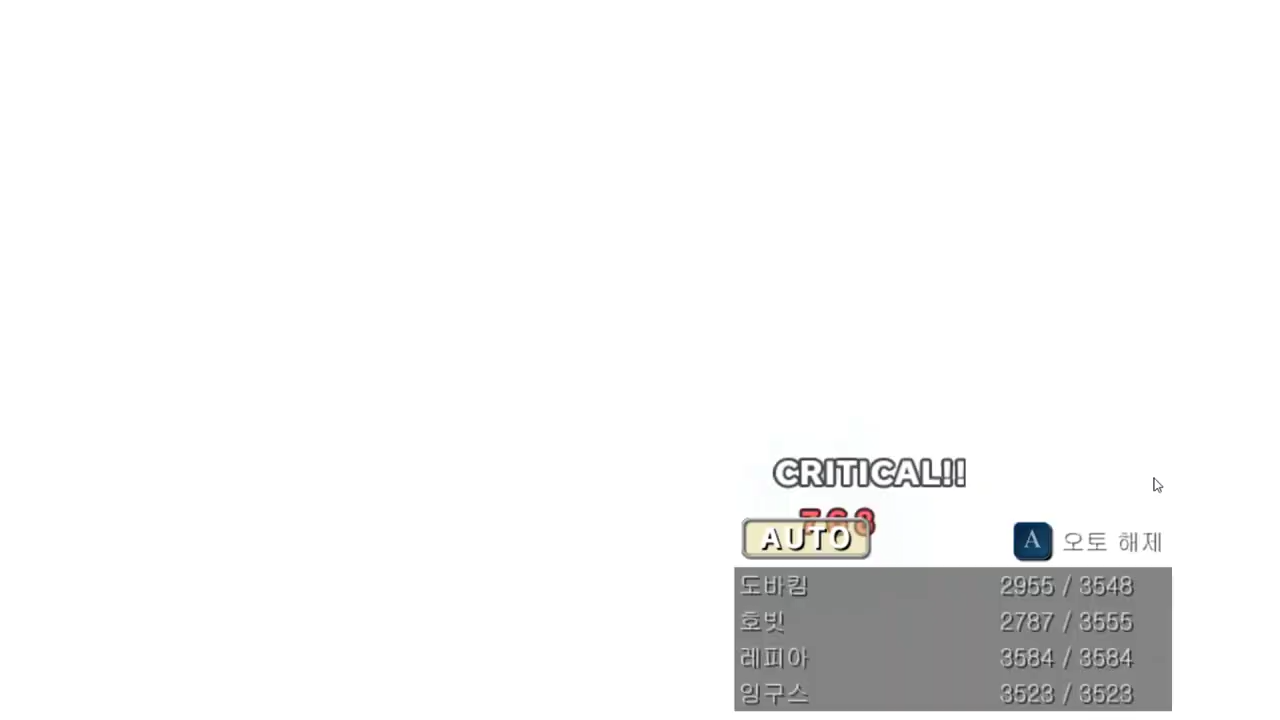 CRITICAL!!
768
AUTO
A 오토 해제
도바킴 2955 / 3548
호빗 2787 / 3555
레피아 3584 / 3584
잉구스 3523 / 3523